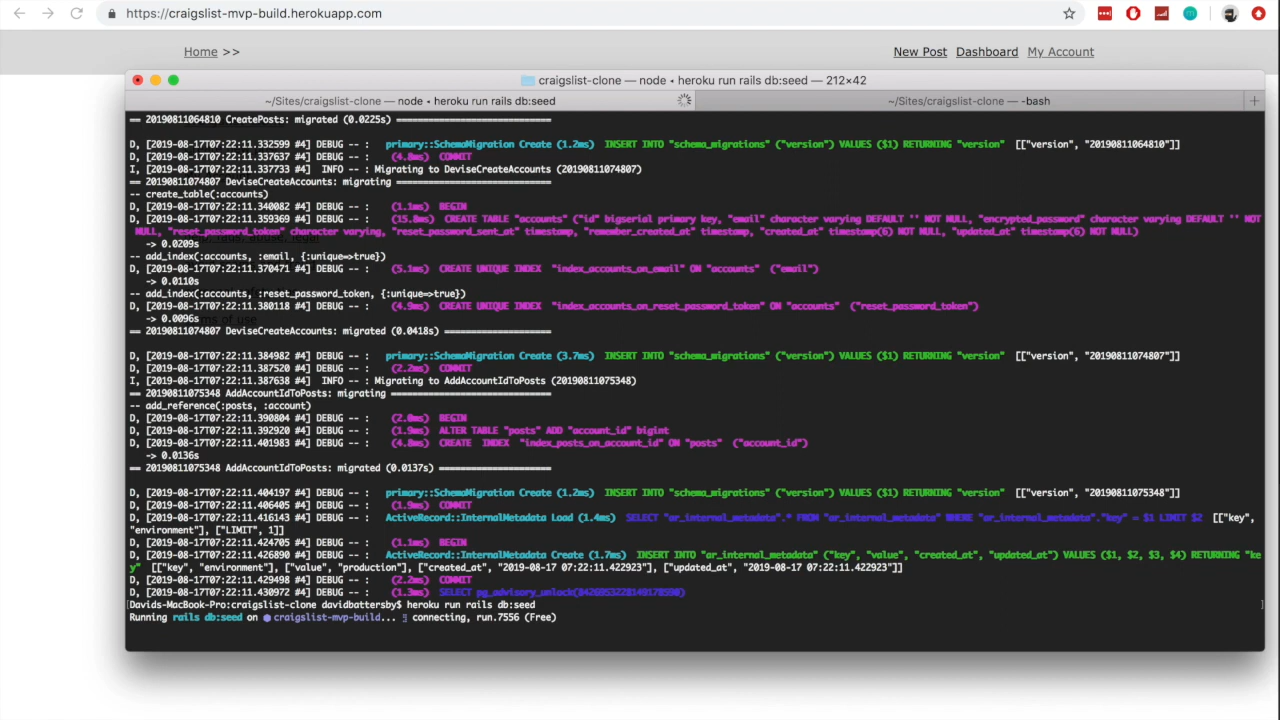 https://craigslist-mvp-build.herokuapp.com
Home >>
New Post Dashboard My Account
craigslist-clone — node • heroku run rails db:seed — 212×42
~/Sites/craigslist-clone — node • heroku run rails db:seed
~/Sites/craigslist-clone — -bash
== 20190811064810 CreatePosts: migrated (0.0225s) =============================
D, [2019-08-17T07:22:11.332599 #4] DEBUG -- :   primary::SchemaMigration Create (1.2ms)  INSERT INTO "schema_migrations" ("version") VALUES ($1) RETURNING "version"  [["version", "20190811064810"]]
D, [2019-08-17T07:22:11.337637 #4] DEBUG -- :    (4.8ms)  COMMIT
I, [2019-08-17T07:22:11.337733 #4]  INFO -- : Migrating to DeviseCreateAccounts (20190811074807)
== 20190811074807 DeviseCreateAccounts: migrating =============================
-- create_table(:accounts)
D, [2019-08-17T07:22:11.340082 #4] DEBUG -- :    (1.1ms)  BEGIN
D, [2019-08-17T07:22:11.359369 #4] DEBUG -- :    (15.8ms)  CREATE TABLE "accounts" ("id" bigserial primary key, "email" character varying DEFAULT '' NOT NULL, "encrypted_password" character varying DEFAULT '' NOT
NULL, "reset_password_token" character varying, "reset_password_sent_at" timestamp, "remember_created_at" timestamp, "created_at" timestamp(6) NOT NULL, "updated_at" timestamp(6) NOT NULL)
-> 0.0209s
-- add_index(:accounts, :email, {:unique=>true})
D, [2019-08-17T07:22:11.370471 #4] DEBUG -- :    (5.1ms)  CREATE UNIQUE INDEX  "index_accounts_on_email" ON "accounts"  ("email")
-> 0.0110s
-- add_index(:accounts, :reset_password_token, {:unique=>true})
D, [2019-08-17T07:22:11.380118 #4] DEBUG -- :    (4.9ms)  CREATE UNIQUE INDEX  "index_accounts_on_reset_password_token" ON "accounts"  ("reset_password_token")
-> 0.0096s
== 20190811074807 DeviseCreateAccounts: migrated (0.0418s) ====================
D, [2019-08-17T07:22:11.384982 #4] DEBUG -- :   primary::SchemaMigration Create (3.7ms)  INSERT INTO "schema_migrations" ("version") VALUES ($1) RETURNING "version"  [["version", "20190811074807"]]
D, [2019-08-17T07:22:11.387520 #4] DEBUG -- :    (2.2ms)  COMMIT
I, [2019-08-17T07:22:11.387638 #4]  INFO -- : Migrating to AddAccountIdToPosts (20190811075348)
== 20190811075348 AddAccountIdToPosts: migrating ==============================
-- add_reference(:posts, :account)
D, [2019-08-17T07:22:11.390804 #4] DEBUG -- :    (2.0ms)  BEGIN
D, [2019-08-17T07:22:11.392920 #4] DEBUG -- :    (1.9ms)  ALTER TABLE "posts" ADD "account_id" bigint
D, [2019-08-17T07:22:11.401983 #4] DEBUG -- :    (4.8ms)  CREATE  INDEX  "index_posts_on_account_id" ON "posts"  ("account_id")
-> 0.0136s
== 20190811075348 AddAccountIdToPosts: migrated (0.0137s) =====================
D, [2019-08-17T07:22:11.404197 #4] DEBUG -- :   primary::SchemaMigration Create (1.2ms)  INSERT INTO "schema_migrations" ("version") VALUES ($1) RETURNING "version"  [["version", "20190811075348"]]
D, [2019-08-17T07:22:11.406405 #4] DEBUG -- :    (1.9ms)  COMMIT
D, [2019-08-17T07:22:11.416143 #4] DEBUG -- :   ActiveRecord::InternalMetadata Load (1.4ms)  SELECT "ar_internal_metadata".* FROM "ar_internal_metadata" WHERE "ar_internal_metadata"."key" = $1 LIMIT $2  [["key",
"environment"], ["LIMIT", 1]]
D, [2019-08-17T07:22:11.424705 #4] DEBUG -- :    (1.1ms)  BEGIN
D, [2019-08-17T07:22:11.426890 #4] DEBUG -- :   ActiveRecord::InternalMetadata Create (1.7ms)  INSERT INTO "ar_internal_metadata" ("key", "value", "created_at", "updated_at") VALUES ($1, $2, $3, $4) RETURNING "ke
y"  [["key", "environment"], ["value", "production"], ["created_at", "2019-08-17 07:22:11.422923"], ["updated_at", "2019-08-17 07:22:11.422923"]]
D, [2019-08-17T07:22:11.429498 #4] DEBUG -- :    (2.2ms)  COMMIT
D, [2019-08-17T07:22:11.430972 #4] DEBUG -- :    (1.3ms)  SELECT
Davids-MacBook-Pro:craigslist-clone davidbattersby$ heroku run rails db:seed
Running rails db:seed on craigslist-mvp-build... connecting, run.7556 (Free)